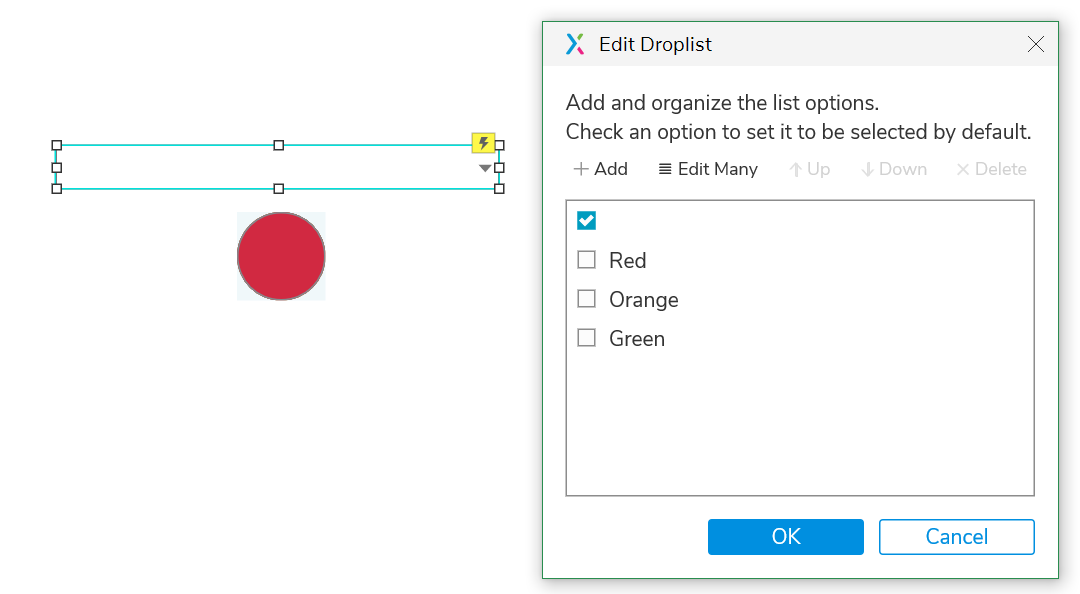 Edit Droplist
Add and organize the list options.
Check an option to set it to be selected by default.
Add Edit Many Up Down Delete
Red
Orange
Green
OK Cancel